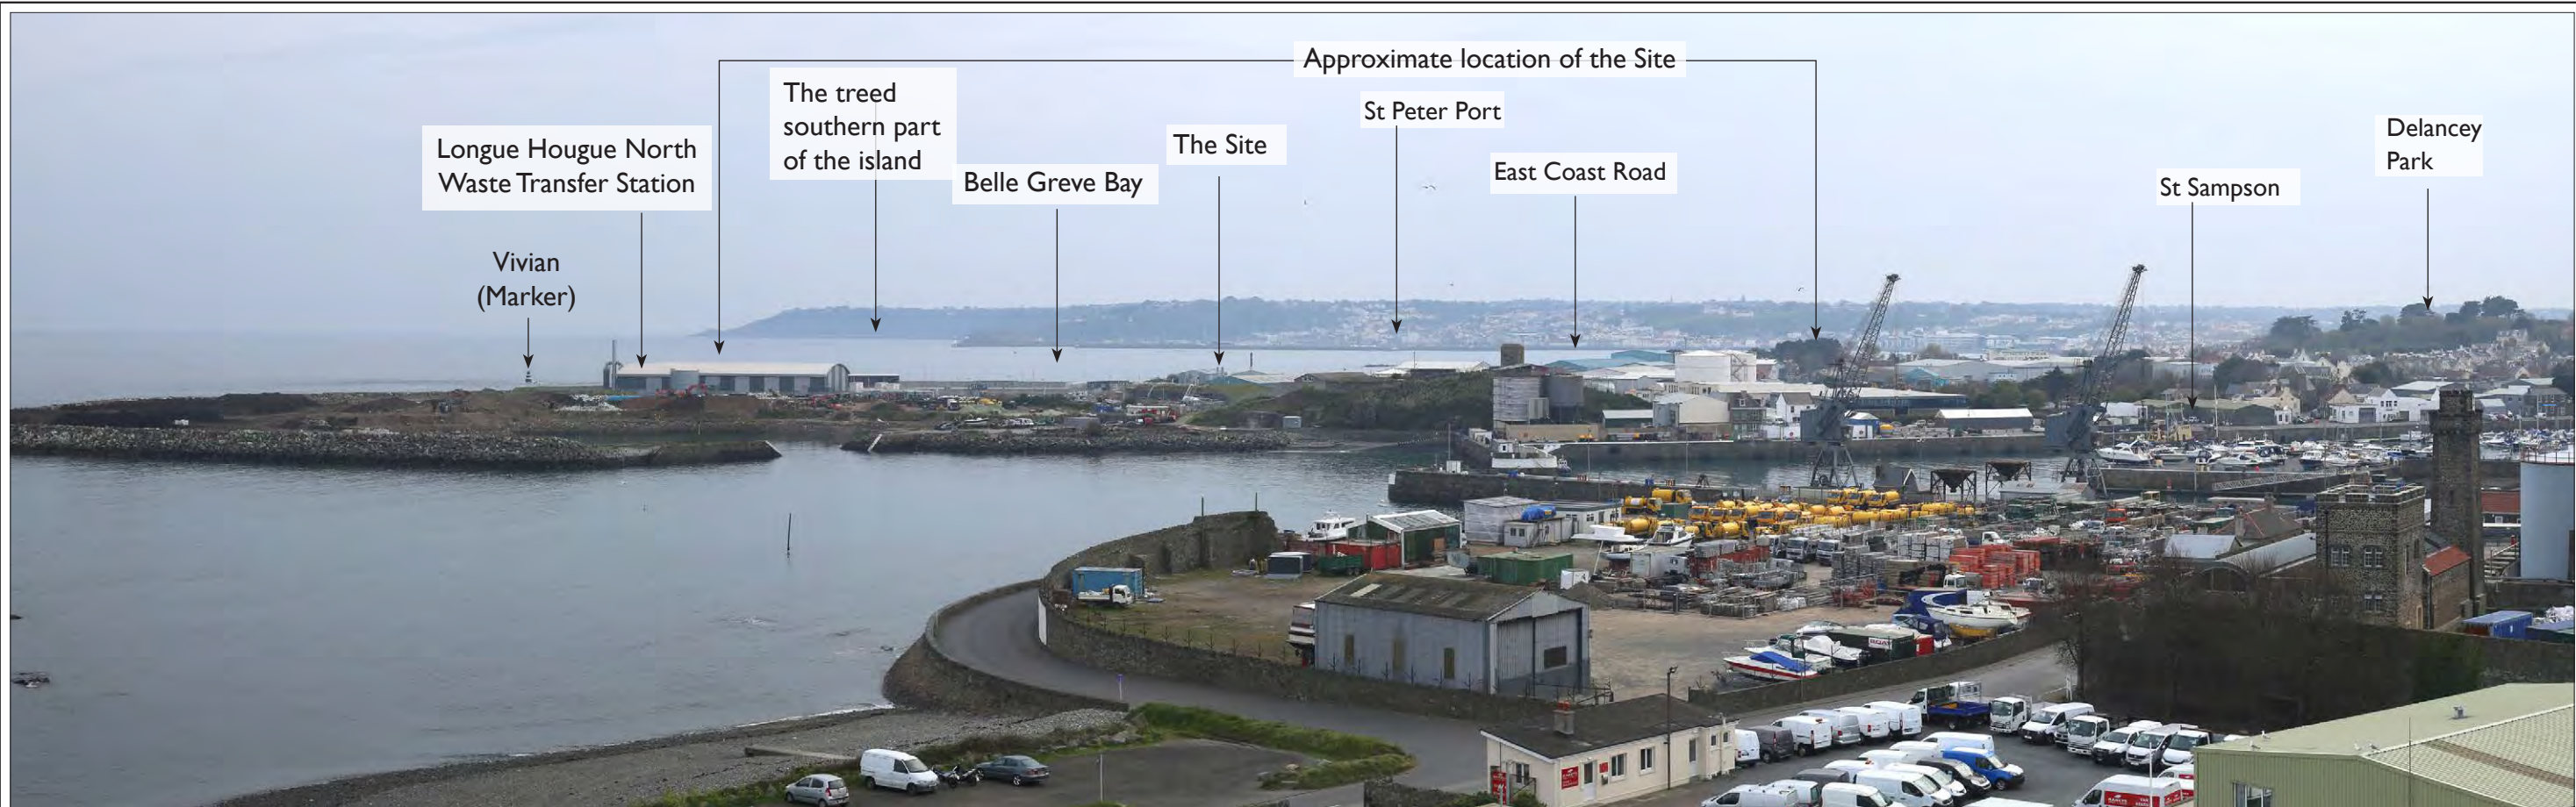 Approximate location of the Site
The treed
southern part
of the island
St Peter Port
Delancey
Park
Longue Hougue North
Waste Transfer Station
The Site
East Coast Road
Belle Greve Bay
St Sampson
Vivian
(Marker)